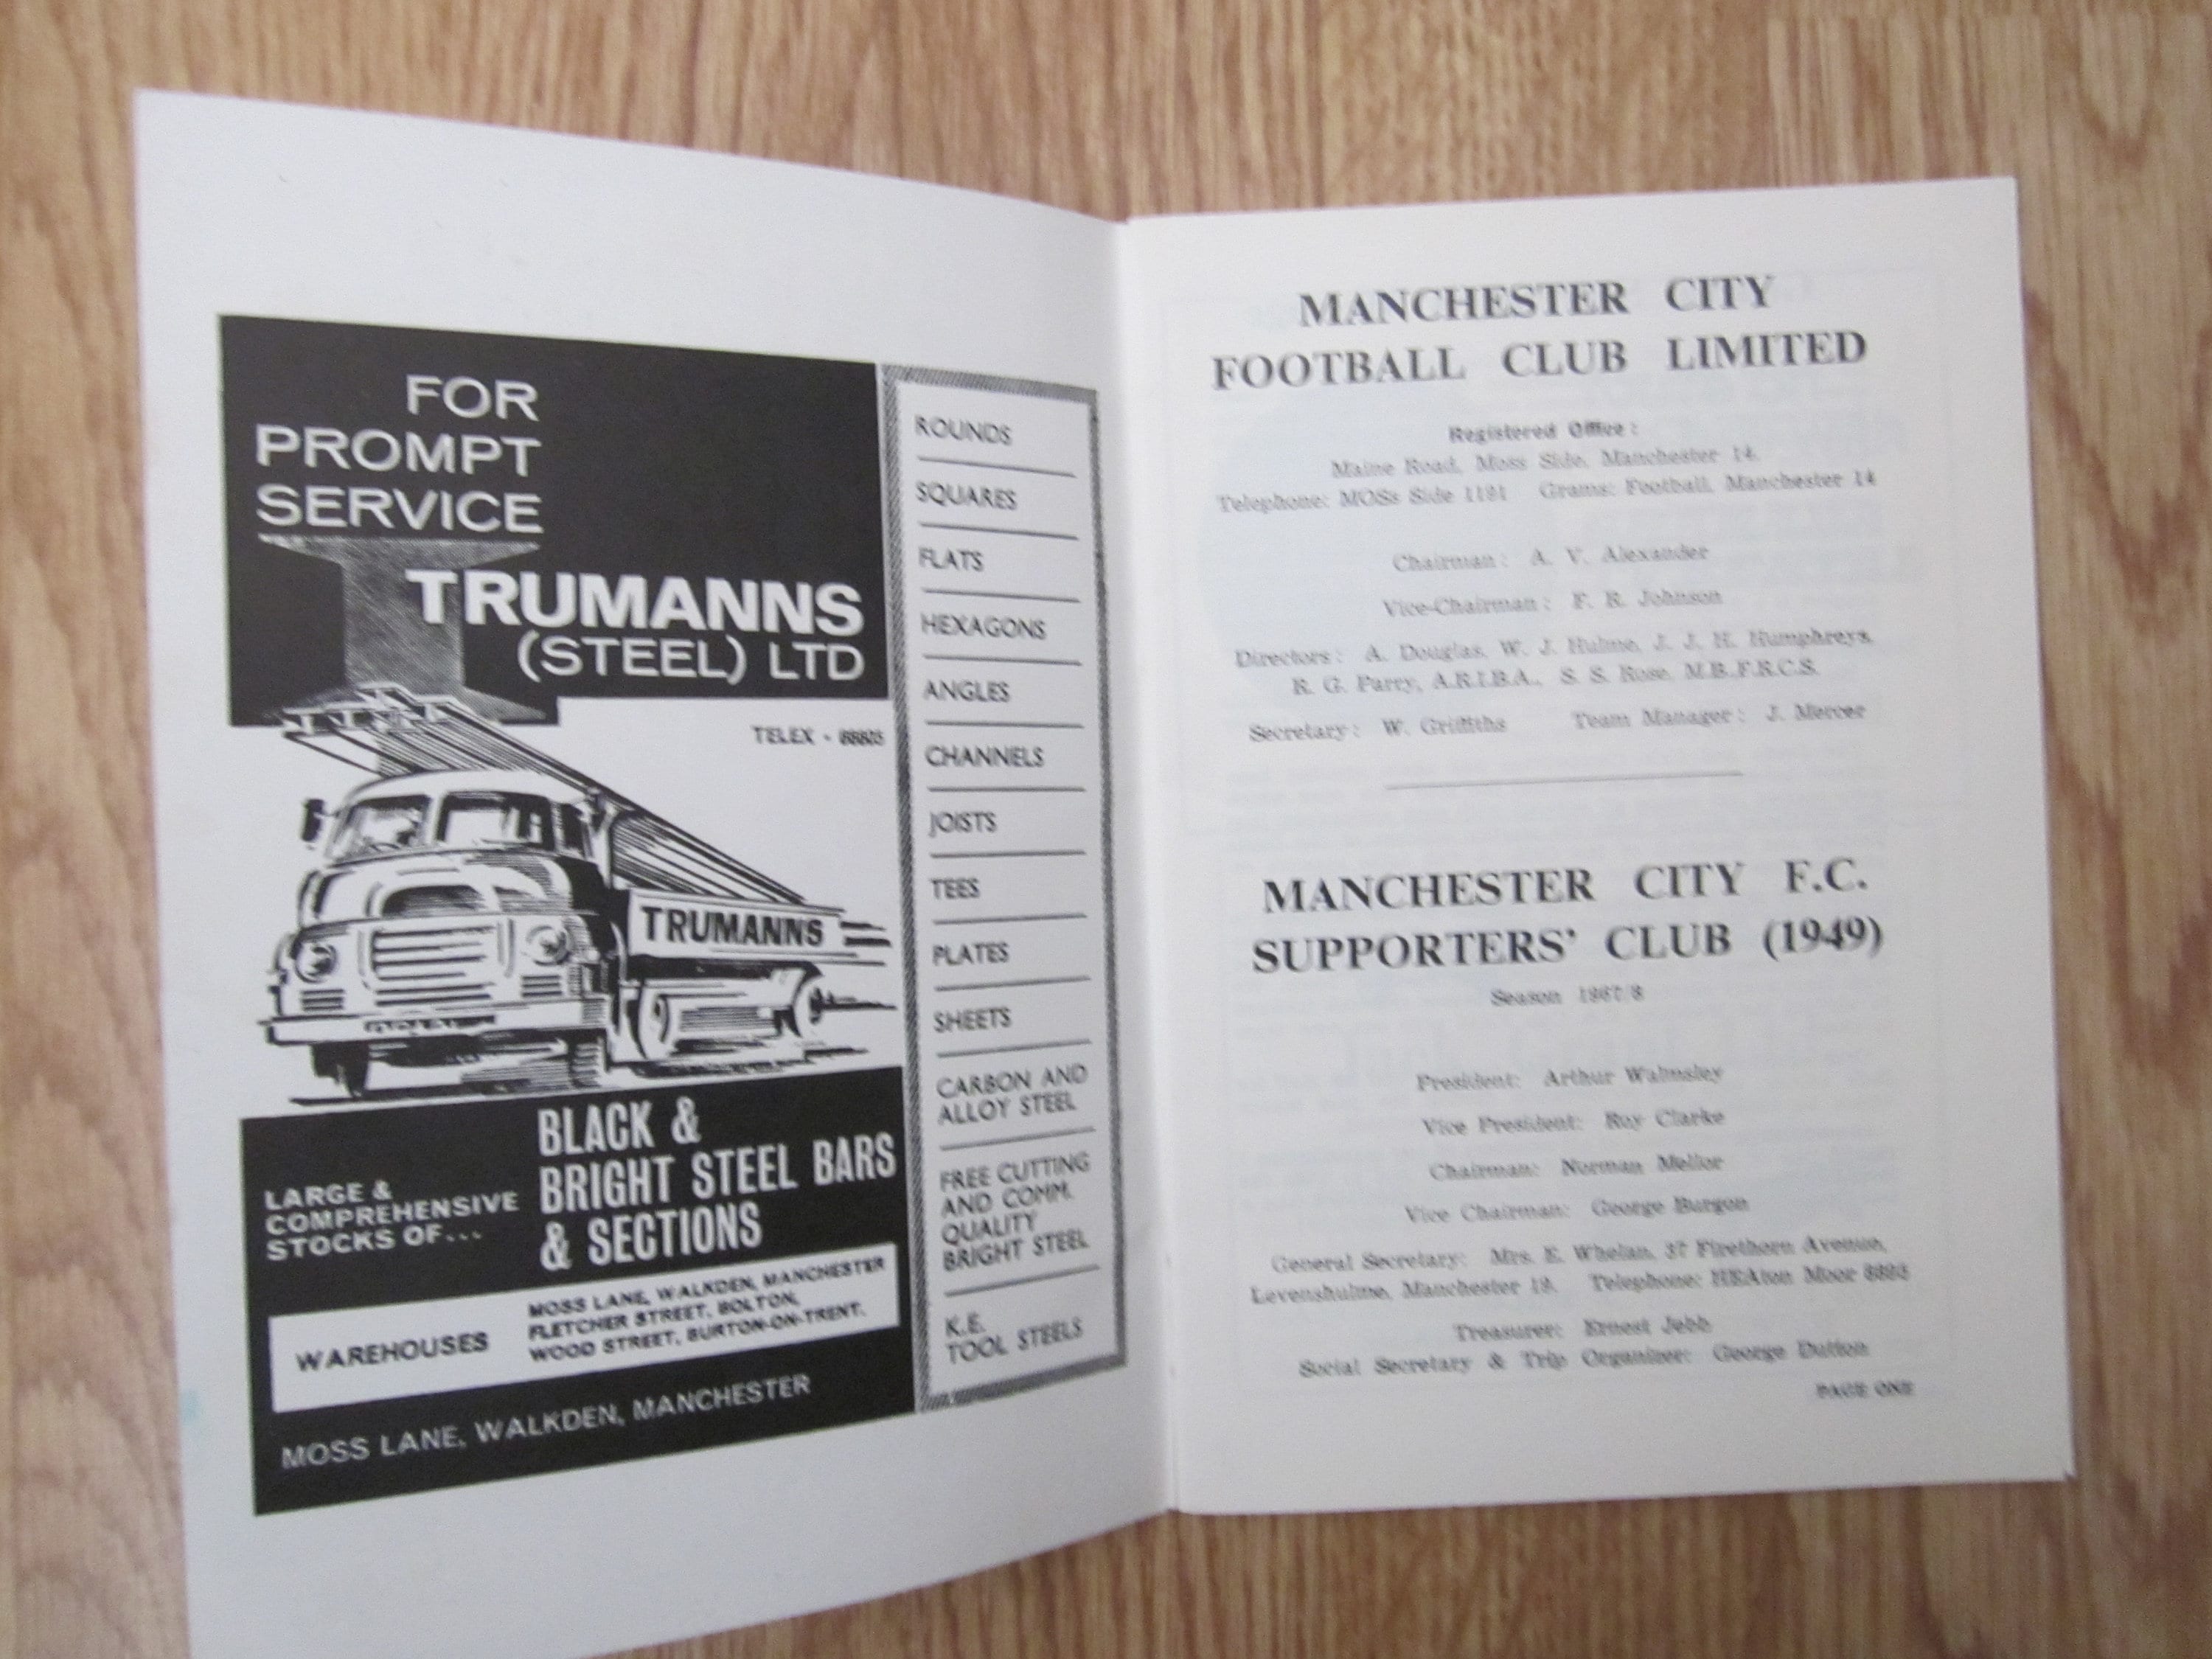 FOR
PROMPT
SERVICE
TRUMANNS
(STEEL) LTD
TELEX - 66605
TRUMANNS
LARGE &
COMPREHENSIVE
STOCKS OF...
BLACK &
BRIGHT STEEL BARS
& SECTIONS
WAREHOUSES
MOSS LANE, WALKDEN, MANCHESTER
FLETCHER STREET, BOLTON,
WOOD STREET, BURTON-ON-TRENT.
MOSS LANE, WALKDEN, MANCHESTER
ROUNDS
SQUARES
FLATS
HEXAGONS
ANGLES
CHANNELS
JOISTS
TEES
PLATES
SHEETS
CARBON AND
ALLOY STEEL
FREE CUTTING
AND COMM.
QUALITY
BRIGHT STEEL
K.E.
TOOL STEELS
MANCHESTER CITY
FOOTBALL CLUB LIMITED
Registered Office:
Maine Road, Moss Side, Manchester 14.
Telephone: MOSs Side 1191 Grams: Football, Manchester 14
Chairman: A. V. Alexander
Vice-Chairman: F. R. Johnson
Directors: A. Douglas, W. J. Hulme, J. J. H. Humphreys,
R. G. Parry, A.R.I.B.A., S. S. Rose, M.B.,F.R.C.S.
Secretary: W. Griffiths Team Manager: J. Mercer
MANCHESTER CITY F.C.
SUPPORTERS' CLUB (1949)
Season 1967/8
President: Arthur Walmsley
Vice President: Roy Clarke
Chairman: Norman Mellor
Vice Chairman: George Burgon
General Secretary: Mrs. E. Whelan, 37 Firethorn Avenue,
Levenshulme, Manchester 19. Telephone: HEAton Moor
Treasurer: Ernest Jebb
Social Secretary & Trip Organizer: George Dutton
PAGE ONE